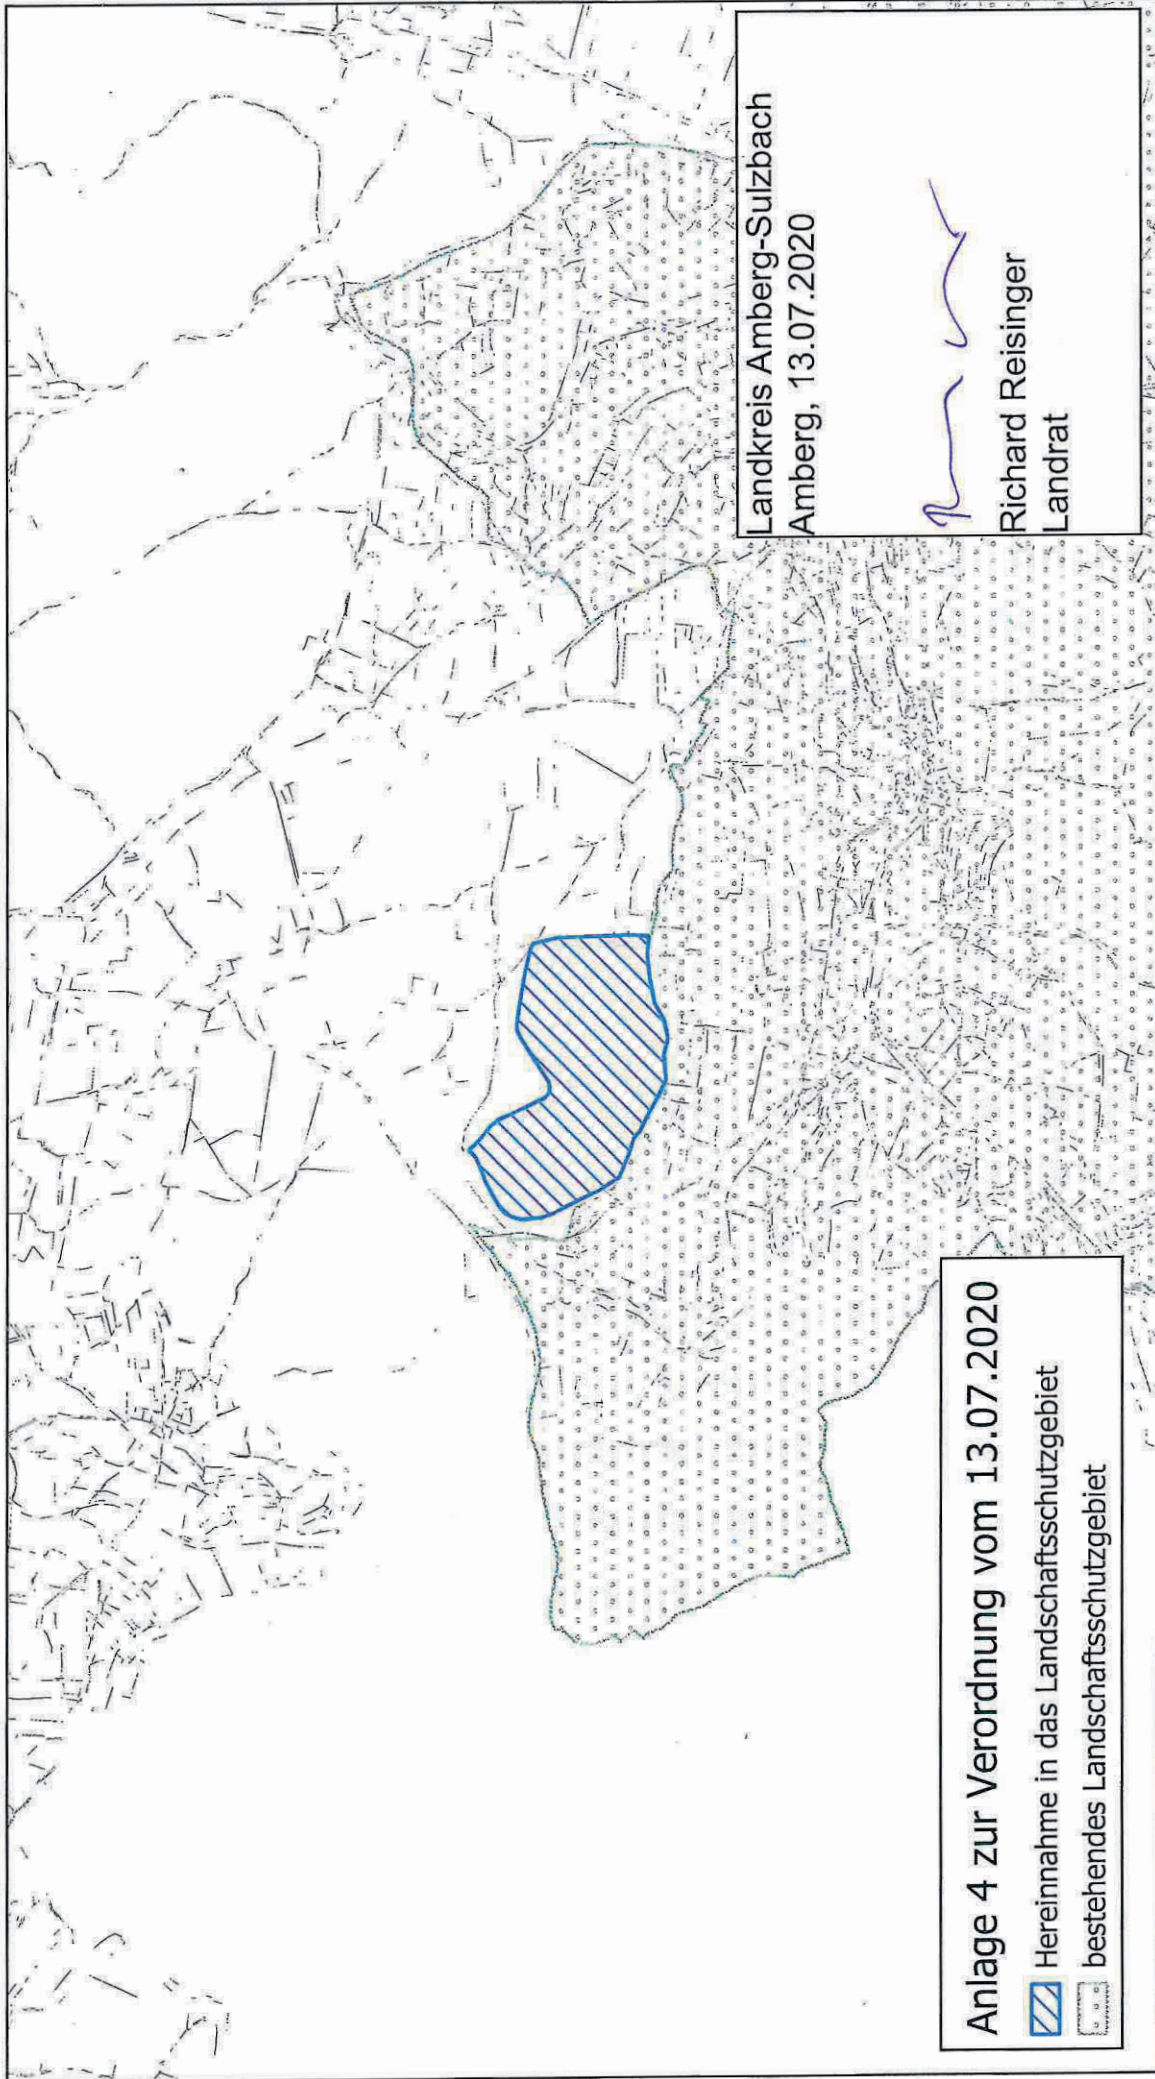 Landkreis Amberg-Sulzbach
Amberg, 13.07.2020
Richard Reisinger
Landrat
Anlage 4 zur Verordnung vom 13.07.2020
Hereinnahme in das Landschaftsschutzgebiet
bestehendes Landschaftsschutzgebiet